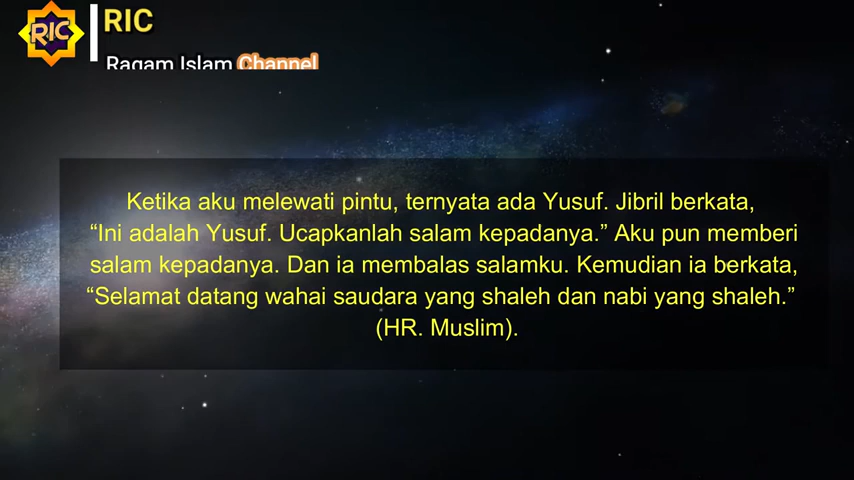 RIC
RIC
Ragam Islam Channel
Ketika aku melewati pintu, ternyata ada Yusuf. Jibril berkata,
“Ini adalah Yusuf. Ucapkanlah salam kepadanya.” Aku pun memberi
salam kepadanya. Dan ia membalas salamku. Kemudian ia berkata,
“Selamat datang wahai saudara yang shaleh dan nabi yang shaleh.”
(HR. Muslim).